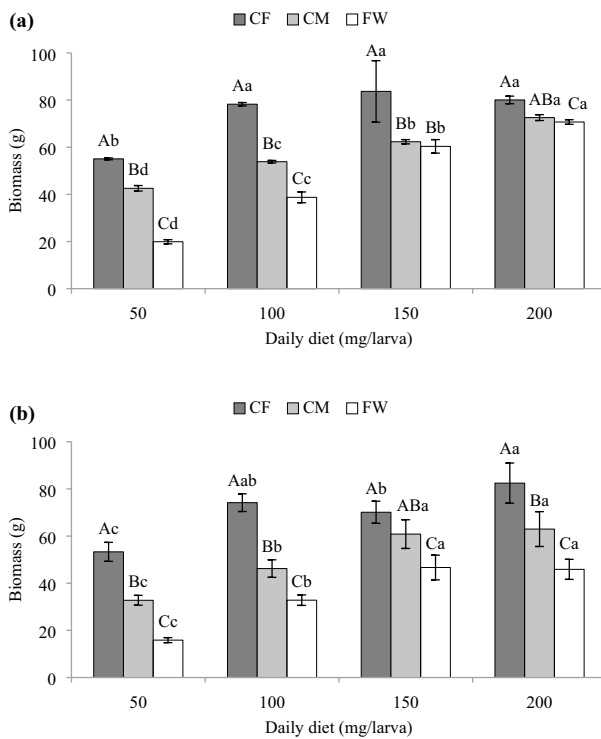 (a)
CF CM FW
100
80
60
40
20
0
Biomass (g)
Ab Bd Cd
Aa Bc Cc
Aa Bb Bb
Aa ABa Ca
50 100 150 200
Daily diet (mg/larva)
(b)
CF CM FW
100
80
60
40
20
0
Biomass (g)
Ac Bc Cc
Aab Bb Cb
Ab ABa Ca
Aa Ba Ca
50 100 150 200
Daily diet (mg/larva)